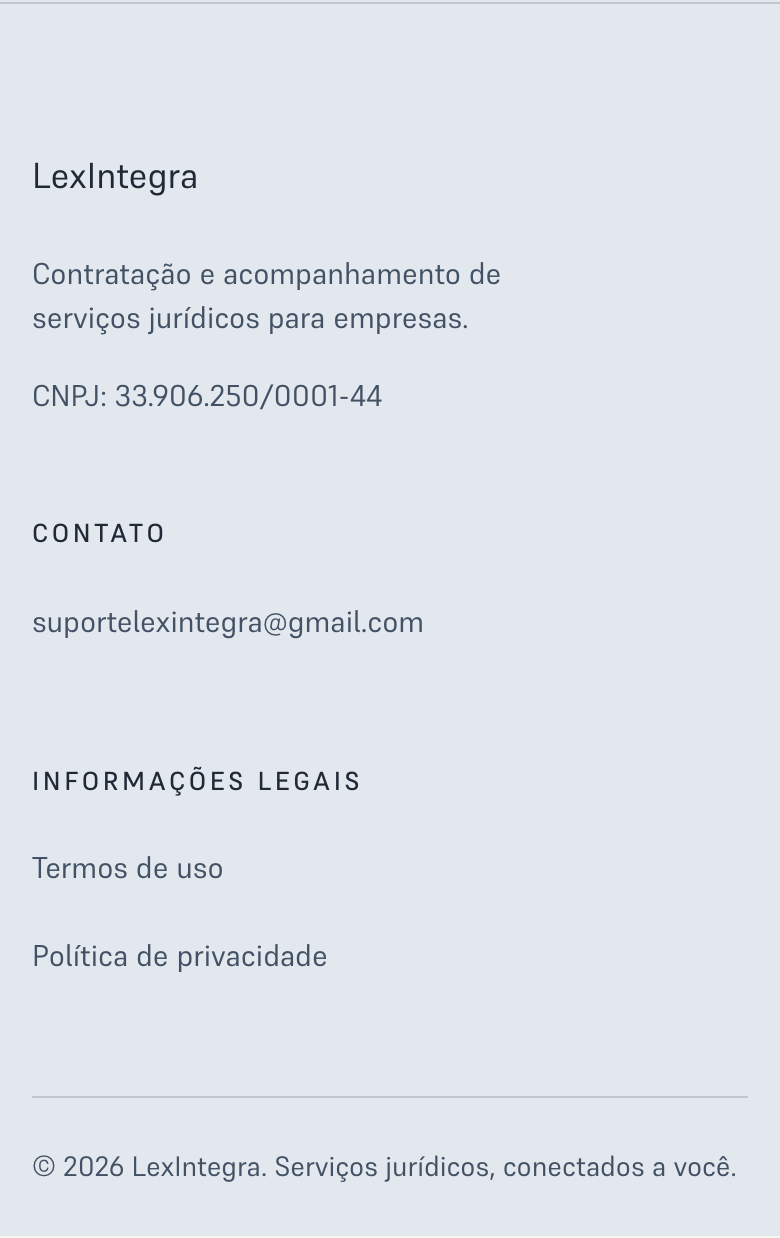 LexIntegra
Contratação e acompanhamento de
serviços jurídicos para empresas.
CNPJ: 33.906.250/0001-44
CONTATO
suportelexintegra@gmail.com
INFORMAÇÕES LEGAIS
Termos de uso
Política de privacidade
© 2026 LexIntegra. Serviços jurídicos, conectados a você.